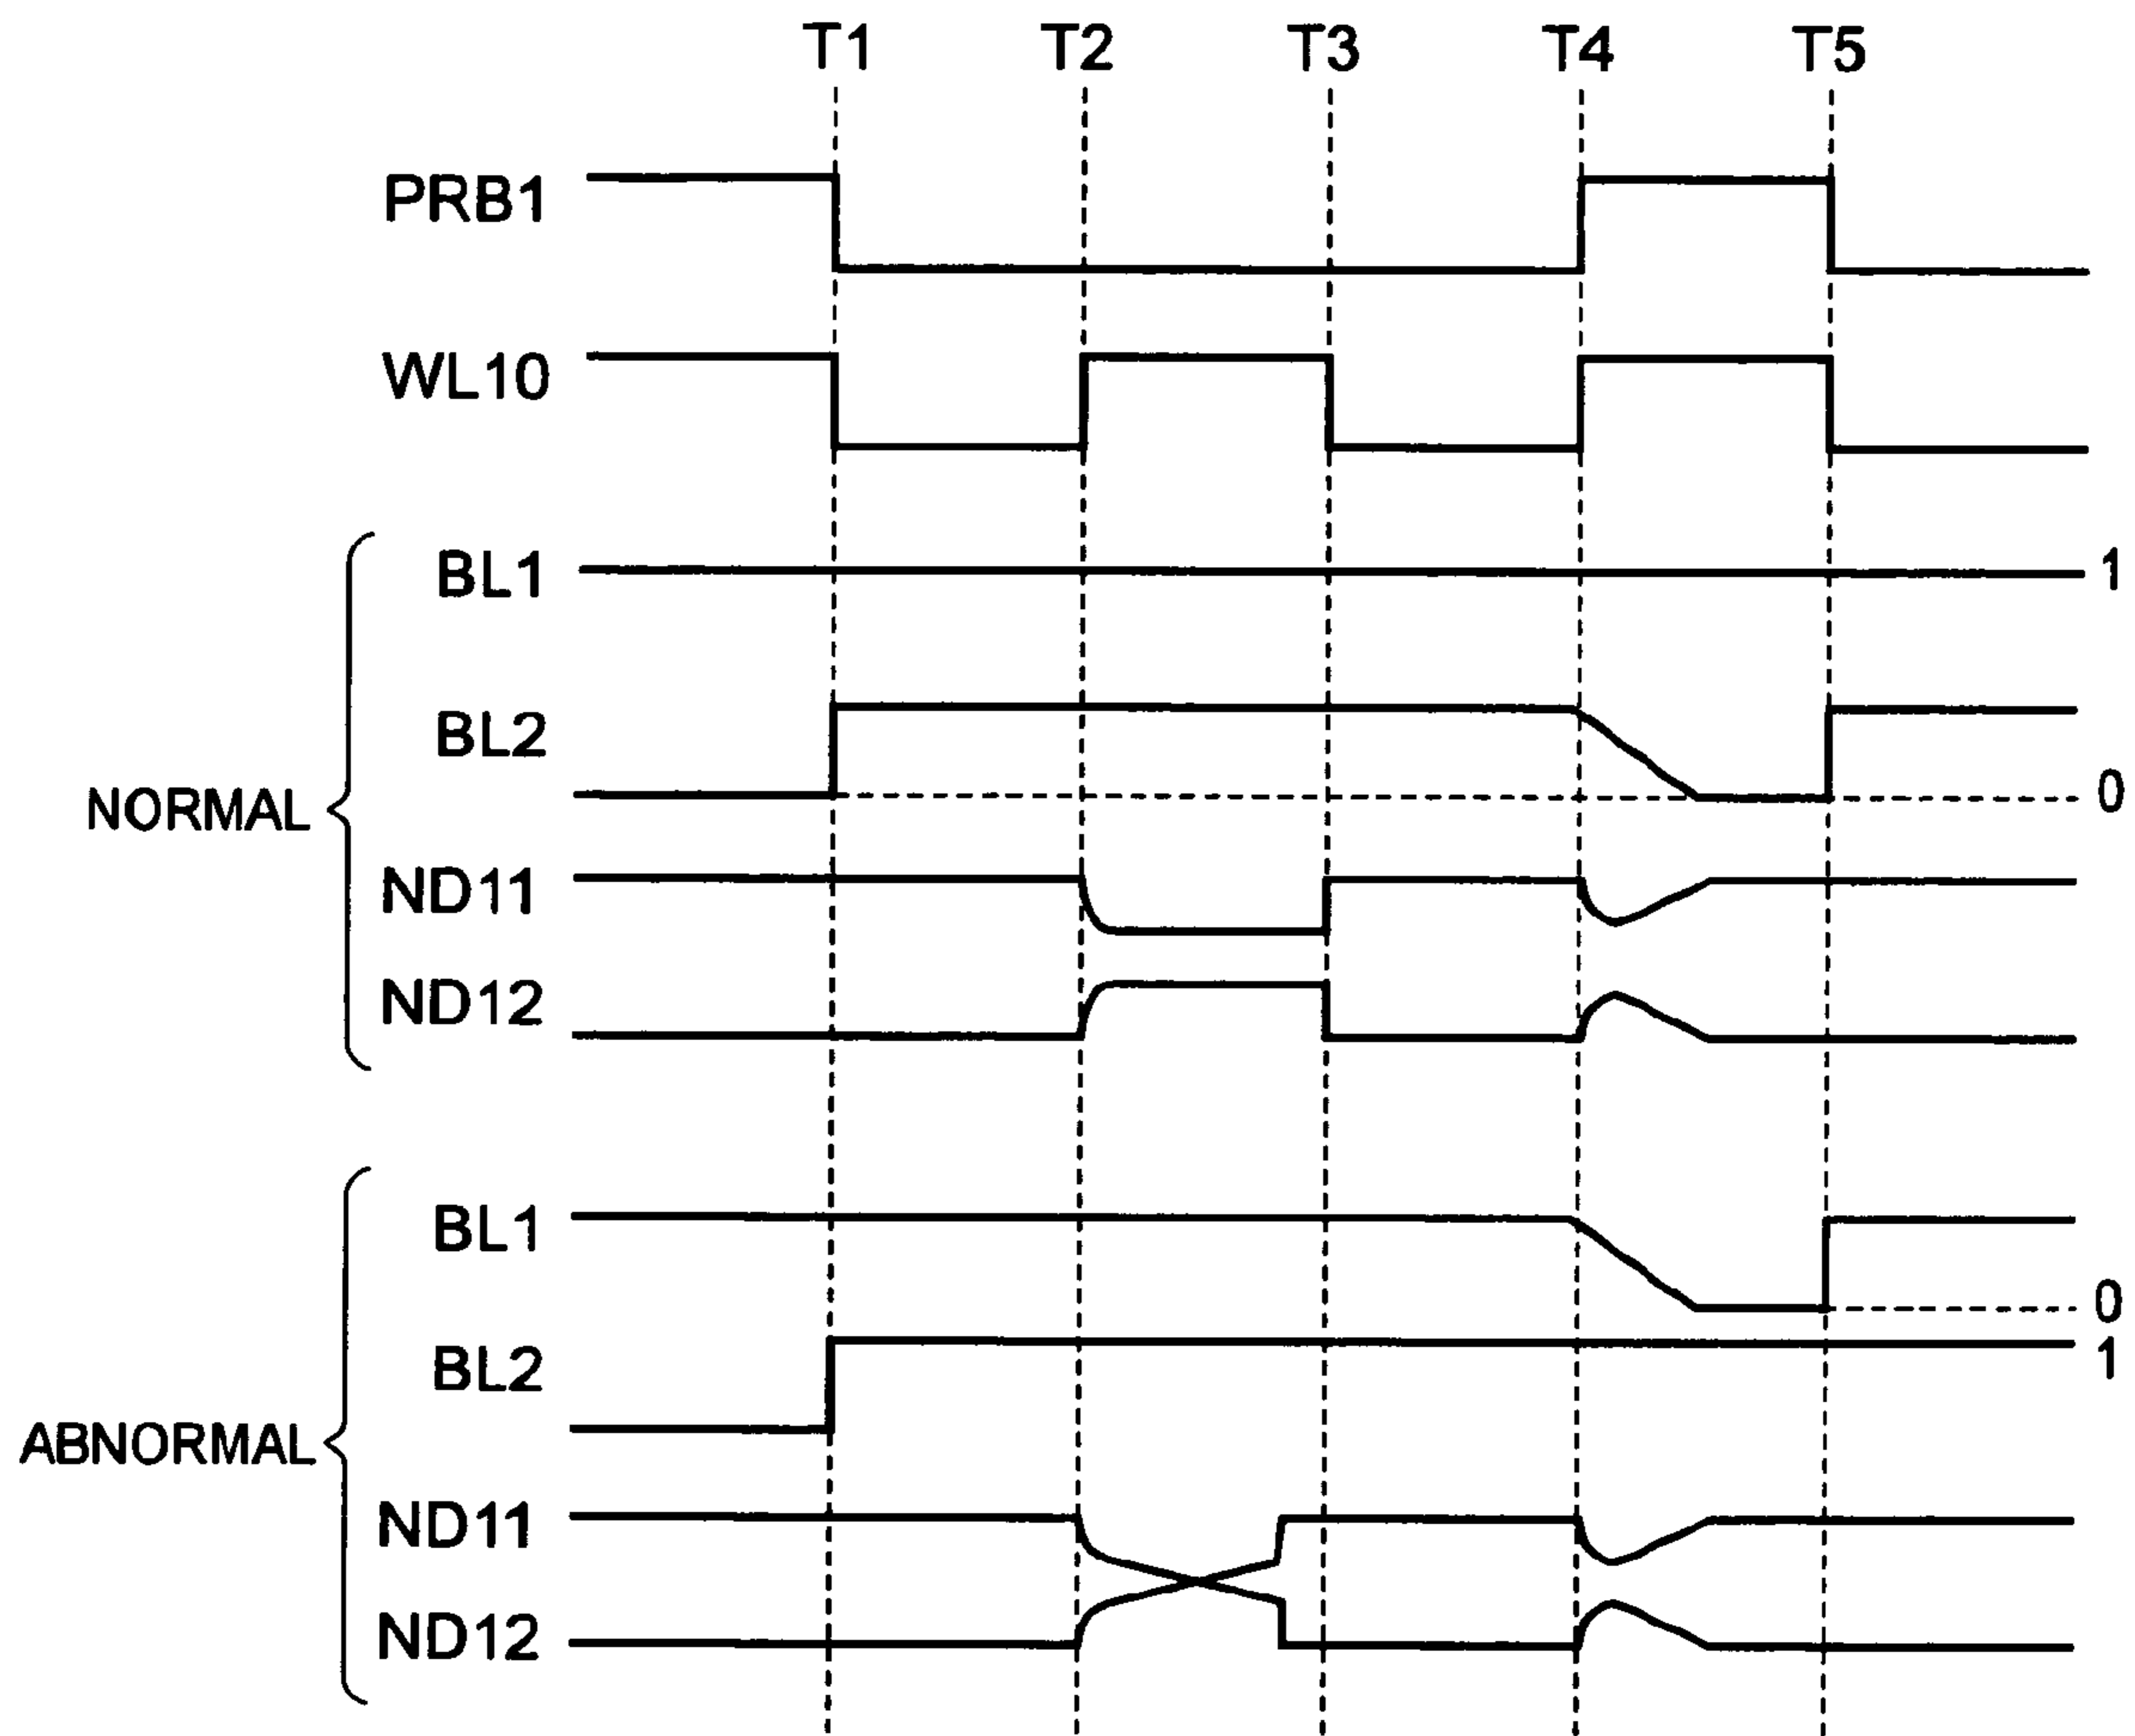 T1 T2 T3 T4 T5
PRB1
WL10
NORMAL
BL1 1
BL2 0
ND11
ND12
ABNORMAL
BL1 0
BL2 1
ND11
ND12